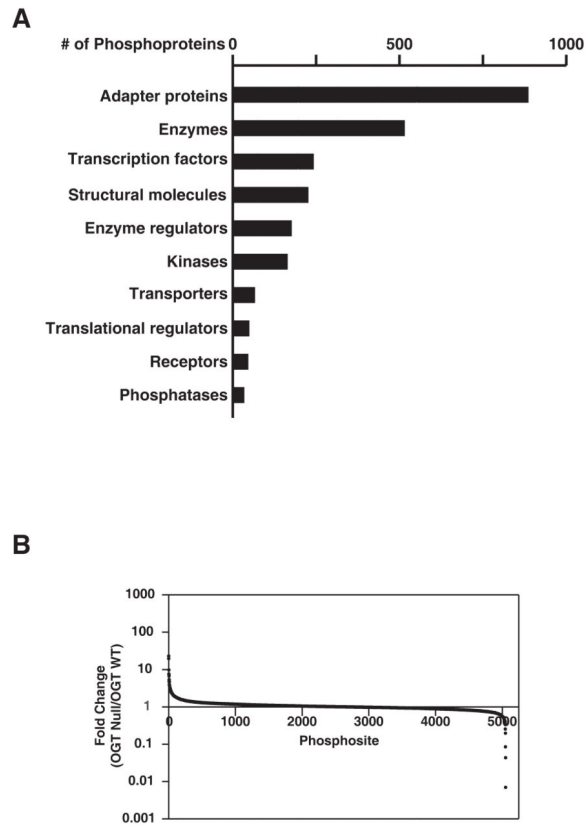 A
# of Phosphoproteins 0 500 1000
Adapter proteins
Enzymes
Transcription factors
Structural molecules
Enzyme regulators
Kinases
Transporters
Translational regulators
Receptors
Phosphatases
B
Fold Change
(OGT Null/OGT WT)
1000
100
10
1
0.1
0.01
0.001
0 1000 2000 3000 4000 5000
Phosphosite